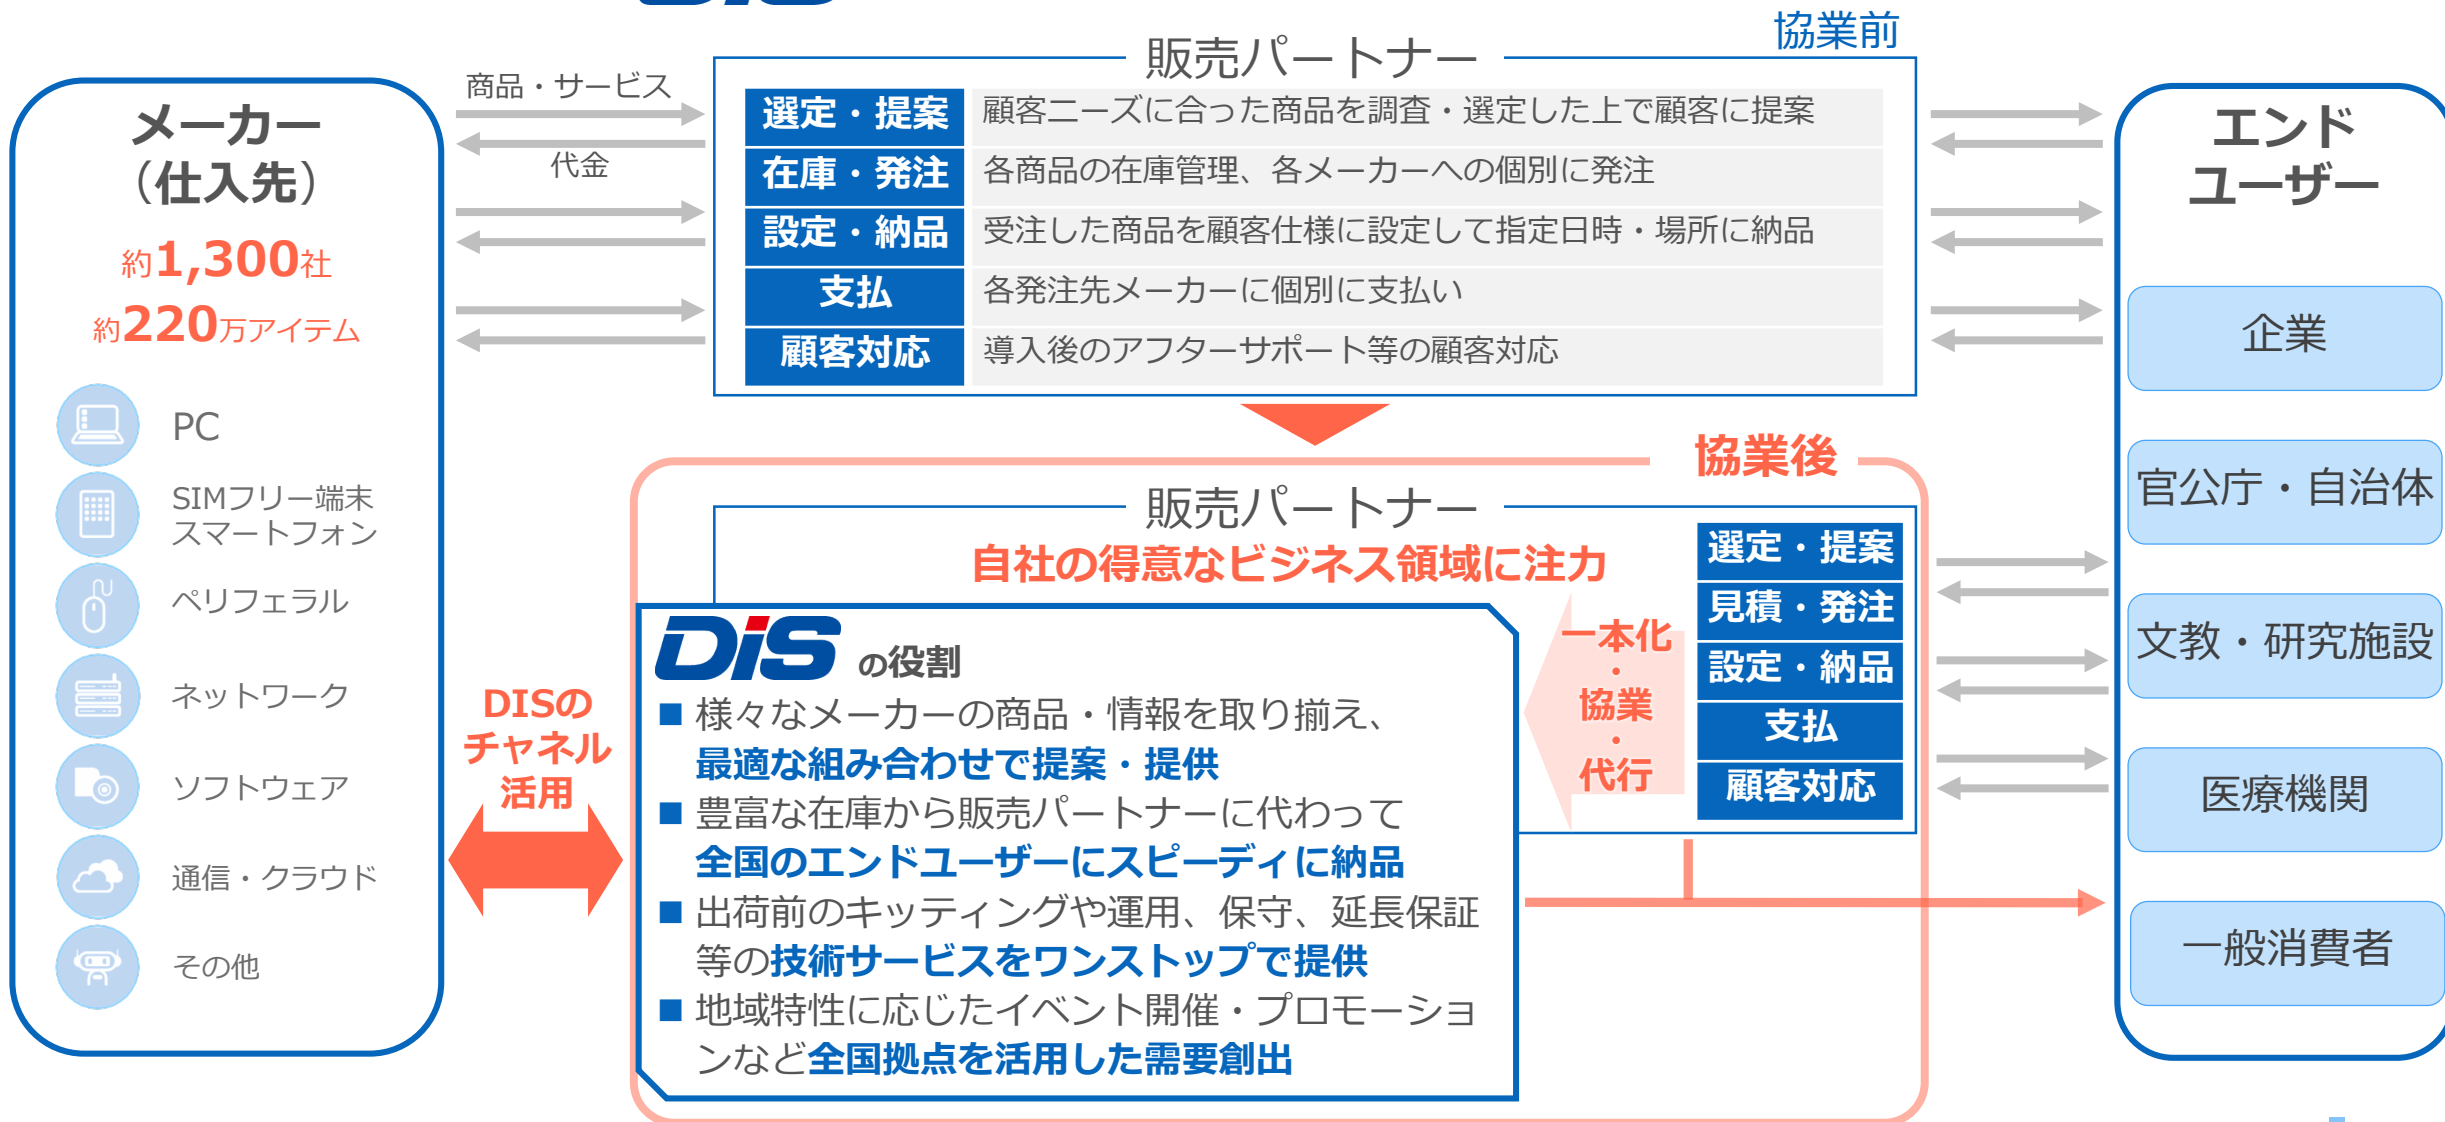 DiS
協業前
メーカー
（仕入先）
約1,300社
約220万アイテム
PC
SIMフリー端末
スマートフォン
ペリフェラル
ネットワーク
ソフトウェア
通信・クラウド
その他
商品・サービス
代金
販売パートナー
選定・提案 顧客ニーズに合った商品を調査・選定した上で顧客に提案
在庫・発注 各商品の在庫管理、各メーカーへの個別に発注
設定・納品 受注した商品を顧客仕様に設定して指定日時・場所に納品
支払 各発注先メーカーに個別に支払い
顧客対応 導入後のアフターサポート等の顧客対応
協業後
販売パートナー
自社の得意なビジネス領域に注力
選定・提案
見積・発注
設定・納品
支払
顧客対応
一本化
・
協業
・
代行
DISの
チャネル
活用
DiS の役割
■ 様々なメーカーの商品・情報を取り揃え、
最適な組み合わせで提案・提供
■ 豊富な在庫から販売パートナーに代わって
全国のエンドユーザーにスピーディに納品
■ 出荷前のキッティングや運用、保守、延長保証
等の技術サービスをワンストップで提供
■ 地域特性に応じたイベント開催・プロモーショ
ンなど全国拠点を活用した需要創出
エンド
ユーザー
企業
官公庁・自治体
文教・研究施設
医療機関
一般消費者